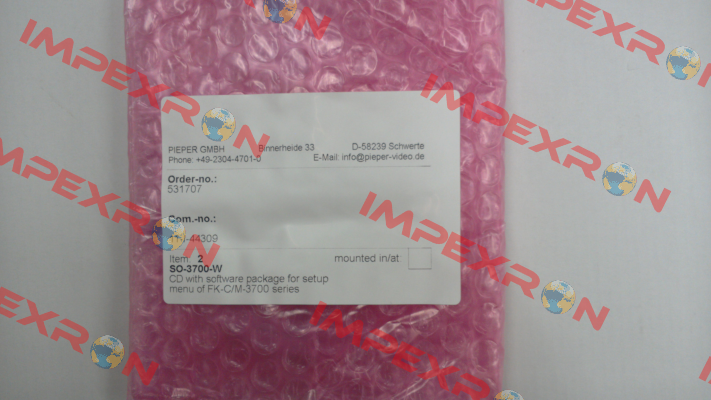 PIEPER GMBH Binnerheide 33 D-58239 Schwerte
Phone: +49-2304-4701-0 E-Mail: info@pieper-video.de
Order-no.:
531707
Com.-no.:
44309
Item: 2 mounted in/at:
SO-3700-W
CD with software package for setup
menu of FK-C/M-3700 series
IMPEXRON
IMPEXRON
IMPEXRON
IMPEXRON
IMPEXRON
IMPEXRON